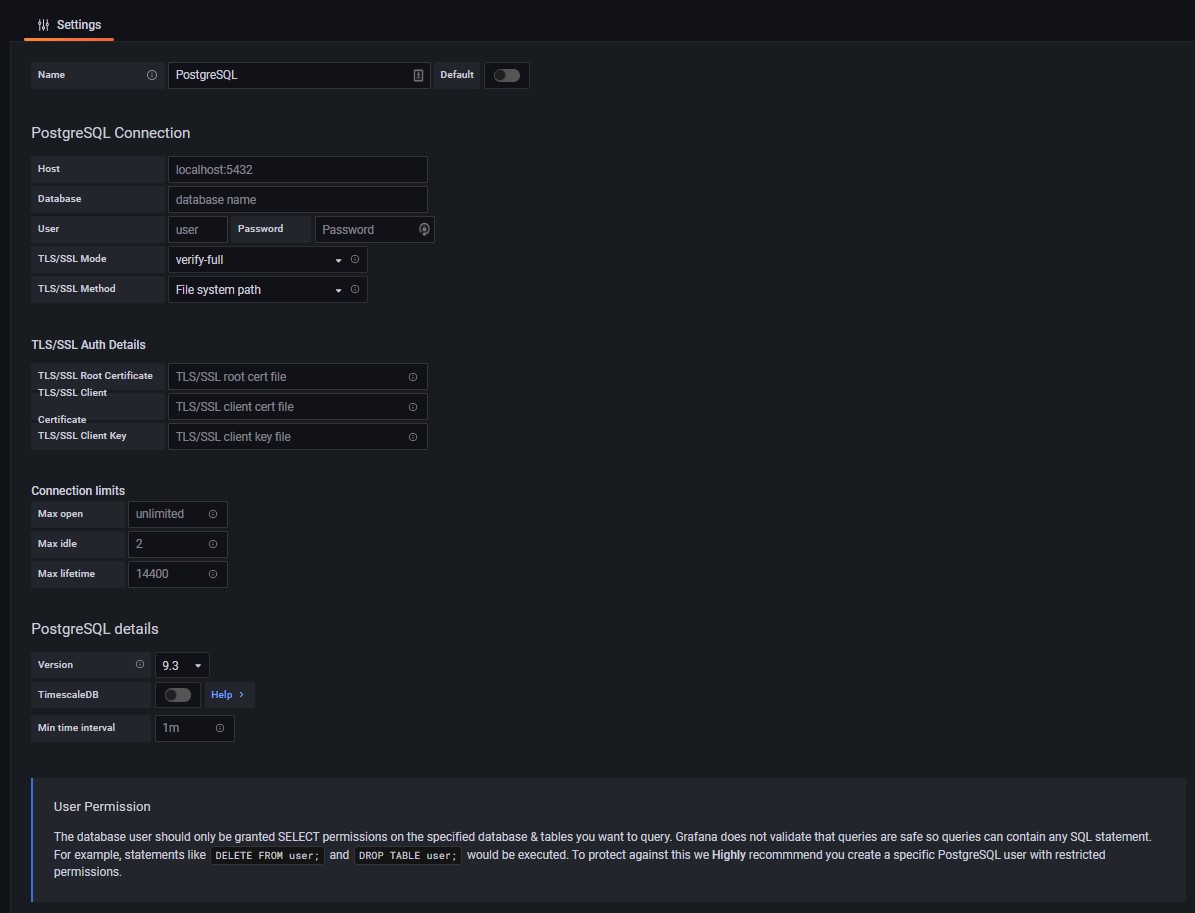 Settings
Name PostgreSQL Default
PostgreSQL Connection
Host localhost:5432
Database database name
User user Password Password
TLS/SSL Mode verify-full
TLS/SSL Method File system path
TLS/SSL Auth Details
TLS/SSL Root Certificate TLS/SSL root cert file
TLS/SSL Client
Certificate TLS/SSL client cert file
TLS/SSL Client Key TLS/SSL client key file
Connection limits
Max open unlimited
Max idle 2
Max lifetime 14400
PostgreSQL details
Version 9.3
TimescaleDB Help
Min time interval 1m
User Permission
The database user should only be granted SELECT permissions on the specified database & tables you want to query. Grafana does not validate that queries are safe so queries can contain any SQL statement.
For example, statements like DELETE FROM user; and DROP TABLE user; would be executed. To protect against this we Highly recommmend you create a specific PostgreSQL user with restricted
permissions.